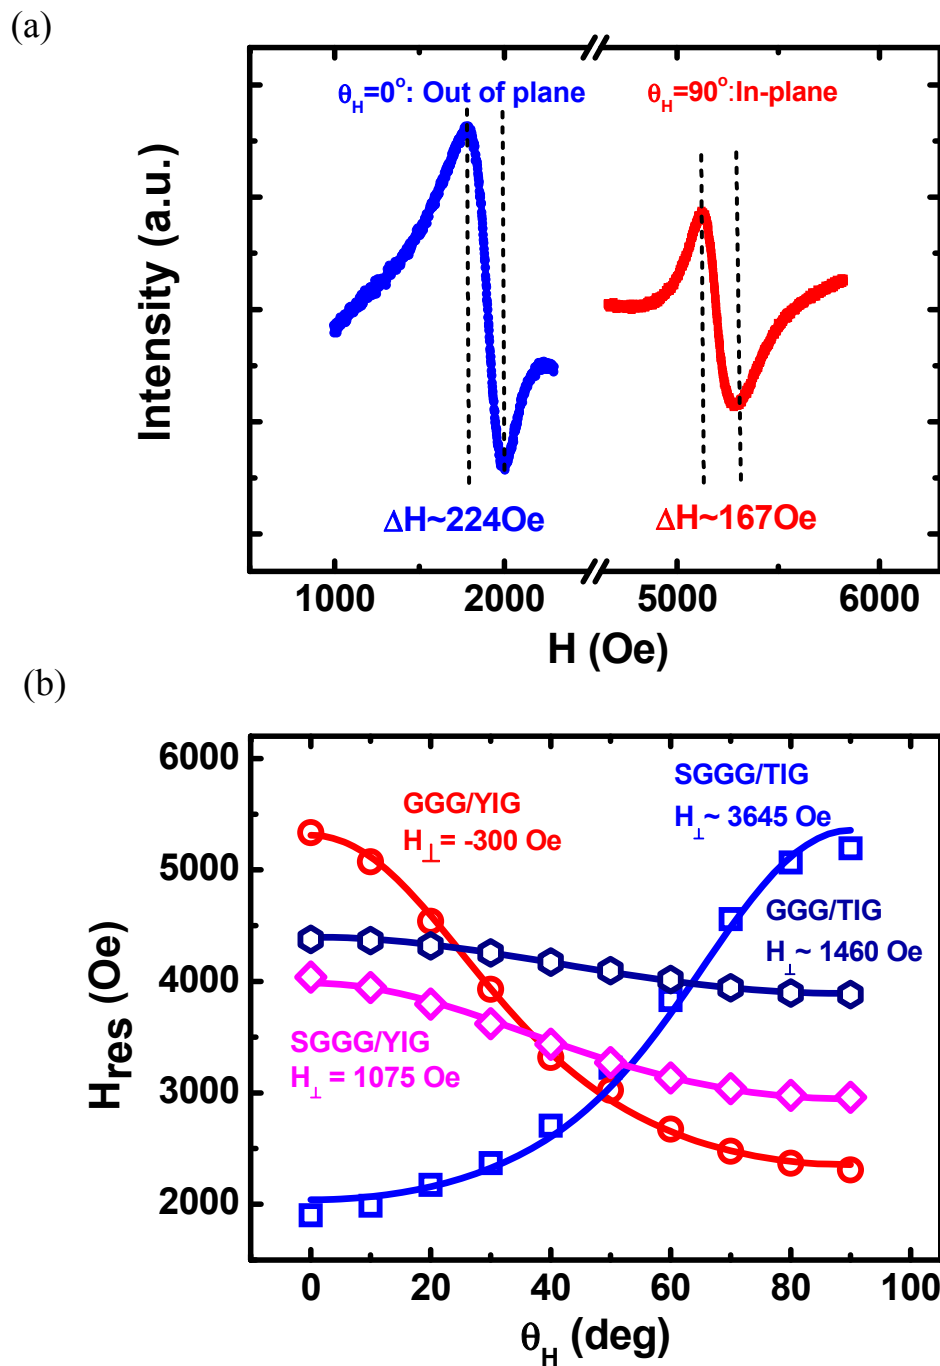 (a)
θH=0°: Out of plane
θH=90°:In-plane
Intensity (a.u.)
ΔH~224Oe
ΔH~167Oe
1000 2000 5000 6000
H (Oe)
(b)
6000
5000
4000
3000
2000
Hres (Oe)
GGG/YIG
H⊥= -300 Oe
SGGG/TIG
H⊥~ 3645 Oe
GGG/TIG
H⊥~ 1460 Oe
SGGG/YIG
H⊥= 1075 Oe
0 20 40 60 80 100
θH (deg)